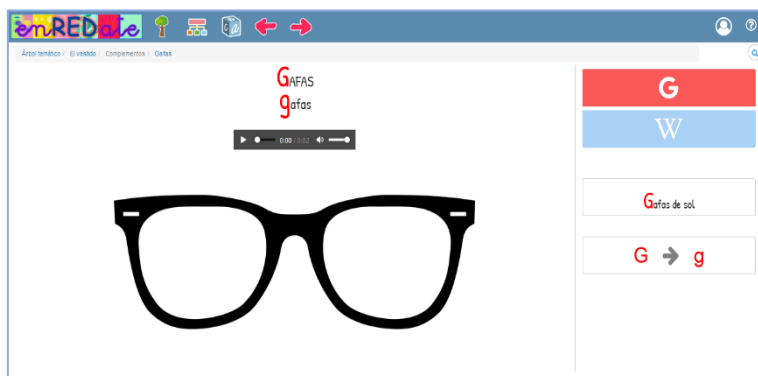 enREDate
Árbol temático / El vestido / Complementos / Gafas
GAFAS
gafas
0:00 / 0:02
G
W
Gafas de sol
G → g